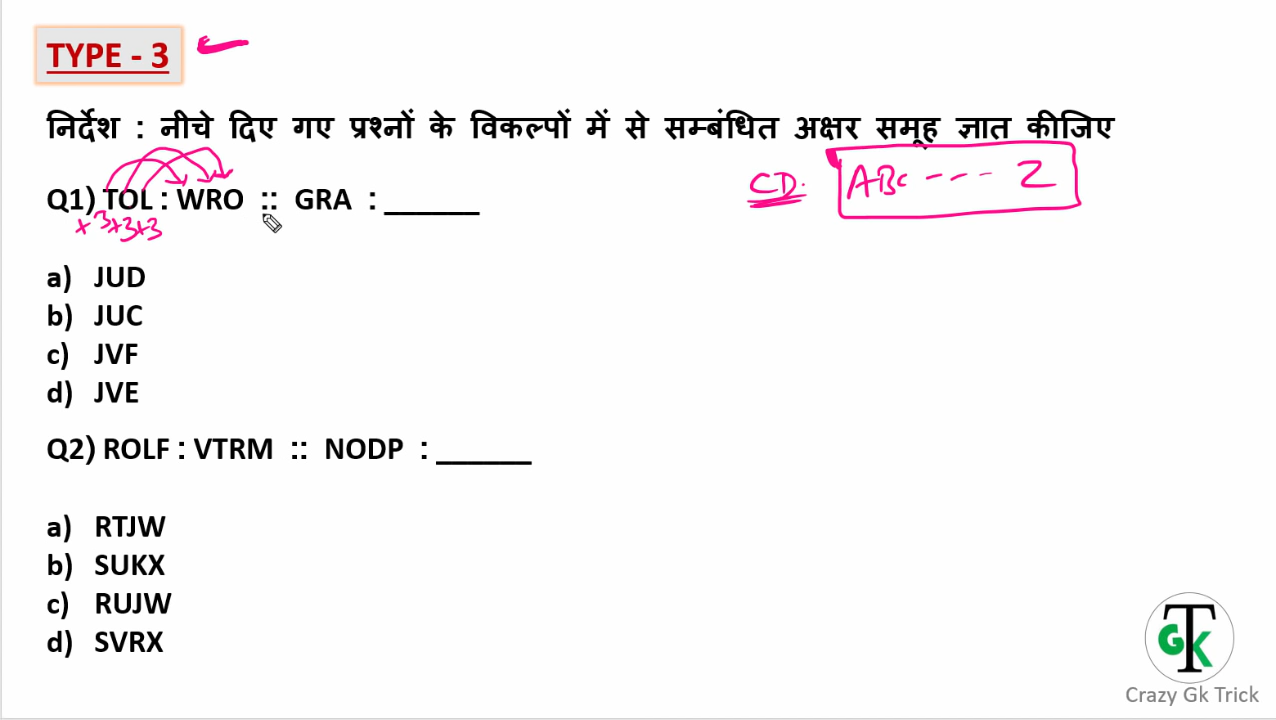 TYPE - 3
निर्देश : नीचे दिए गए प्रश्नों के विकल्पों में से सम्बंधित अक्षर समूह ज्ञात कीजिए
CD. ABC --- Z
Q1) TOL : WRO :: GRA : ______
+3+3+3
a) JUD
b) JUC
c) JVF
d) JVE
Q2) ROLF : VTRM :: NODP : ______
a) RTJW
b) SUKX
c) RUJW
d) SVRX
GTK
Crazy Gk Trick